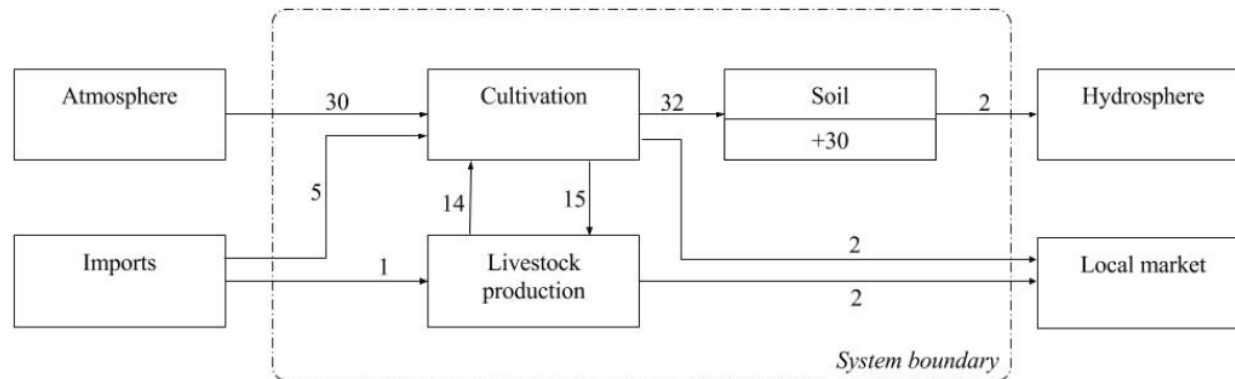 Atmosphere
30
Cultivation
32
Soil
+30
2
Hydrosphere
5
14
15
Imports
1
Livestock
production
2
2
Local market
System boundary